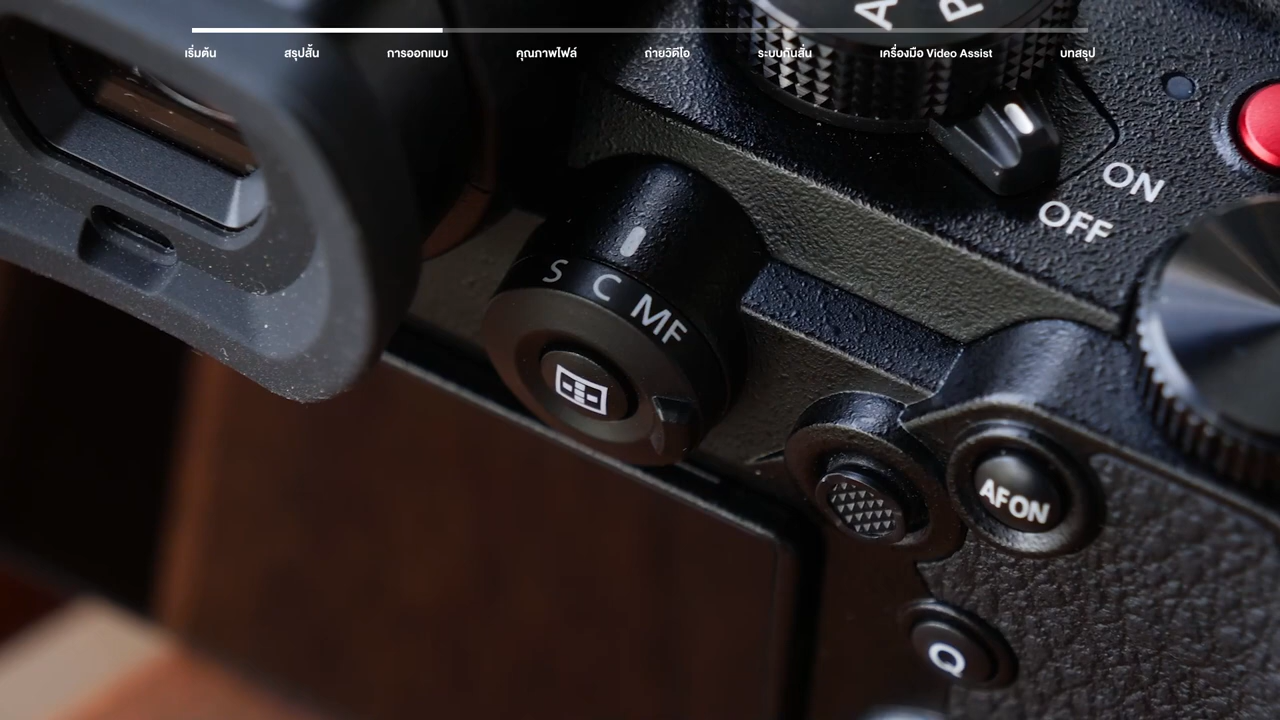 เริ่มต้น สรุปสั้น การออกแบบ คุณภาพไฟล์ ถ่ายวิดีโอ ระบบกันสั่น เครื่องมือ Video Assist บทสรุป
A
ON
OFF
S C MF
AF ON
Q